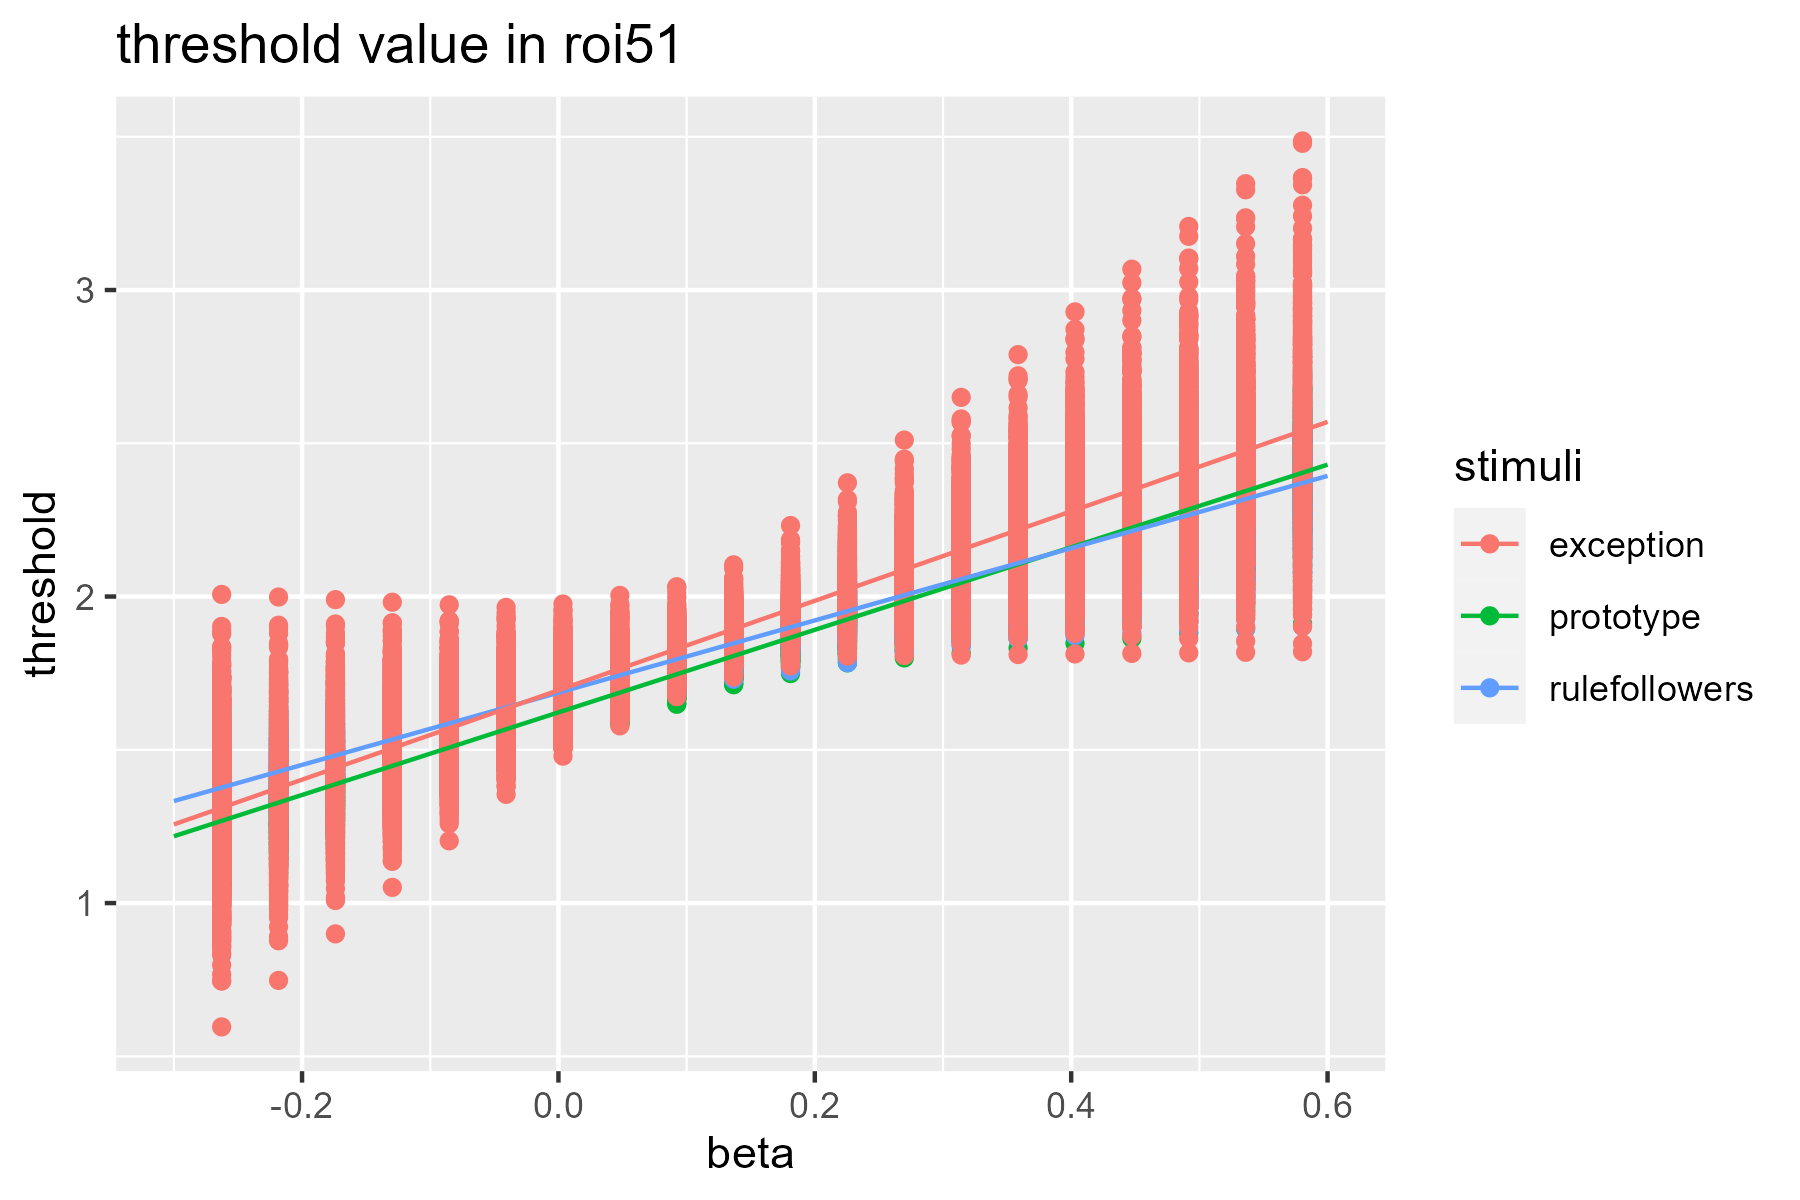 threshold value in roi51
threshold
3
2
1
-0.2
0.0
0.2
0.4
0.6
beta
stimuli
exception
prototype
rulefollowers